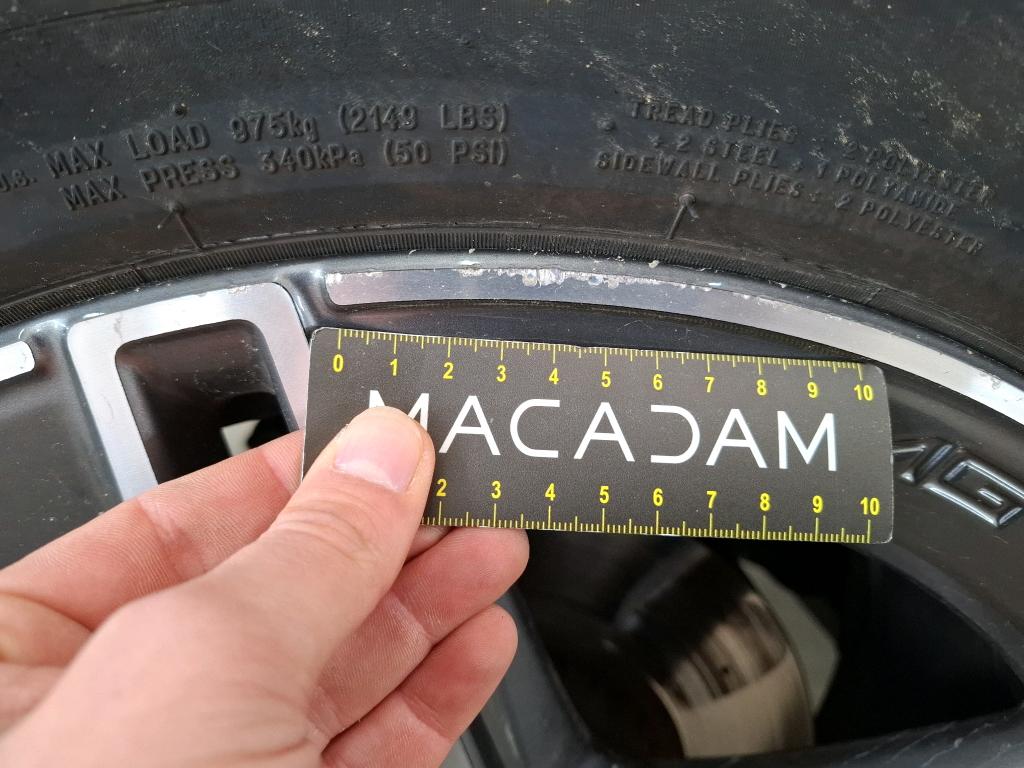 U.S. MAX LOAD 975kg (2149 LBS)
MAX PRESS 340kPa (50 PSI)
TREAD PLIES : 2 POLYESTER
+ 2 STEEL + 1 POLYAMIDE
SIDEWALL PLIES : 2 POLYESTER
0 1 2 3 4 5 6 7 8 9 10
MACADAM
2 3 4 5 6 7 8 9 10